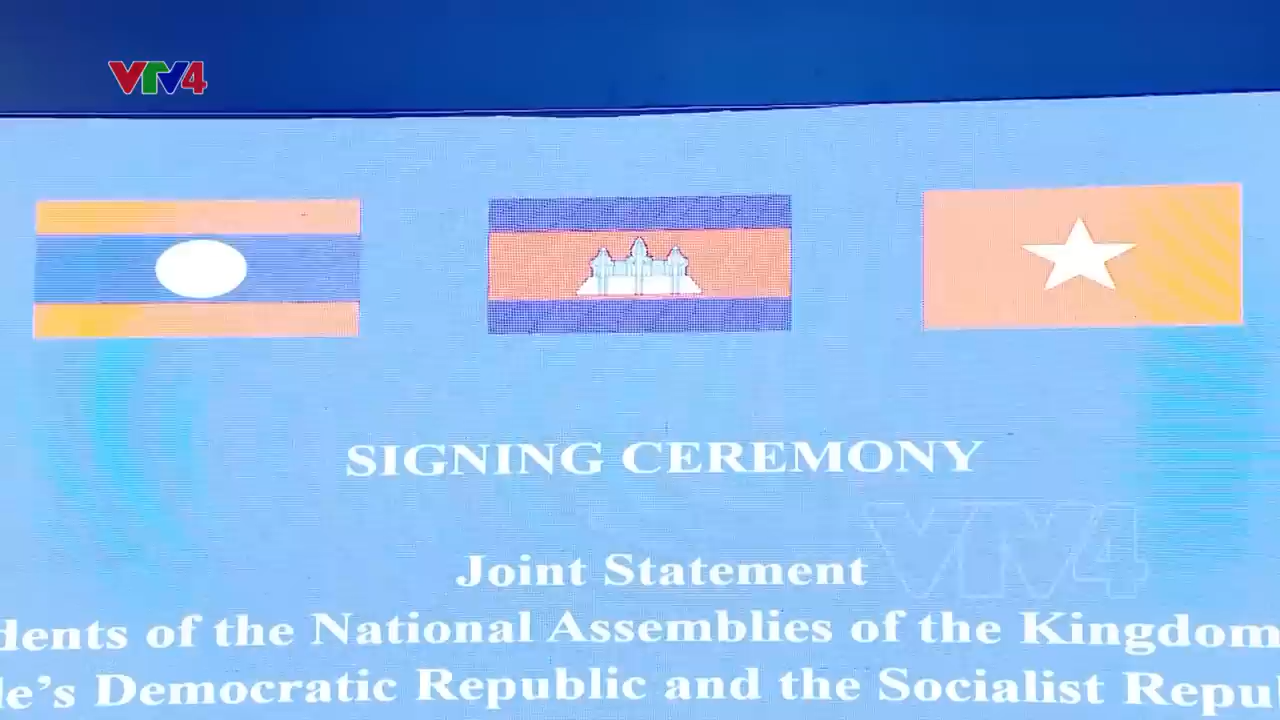 VTV4
SIGNING CEREMONY
VTV4
Joint Statement
dents of the National Assemblies of the Kingdom
le's Democratic Republic and the Socialist Repu